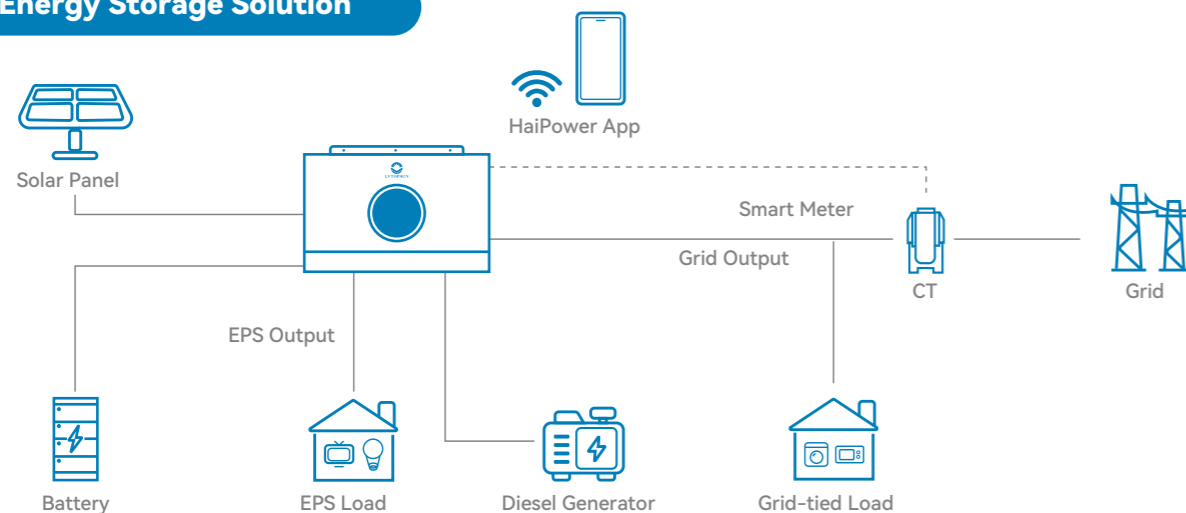 Energy Storage Solution
HaiPower App
Solar Panel
Smart Meter
Grid Output
CT
Grid
EPS Output
Battery
EPS Load
Diesel Generator
Grid-tied Load